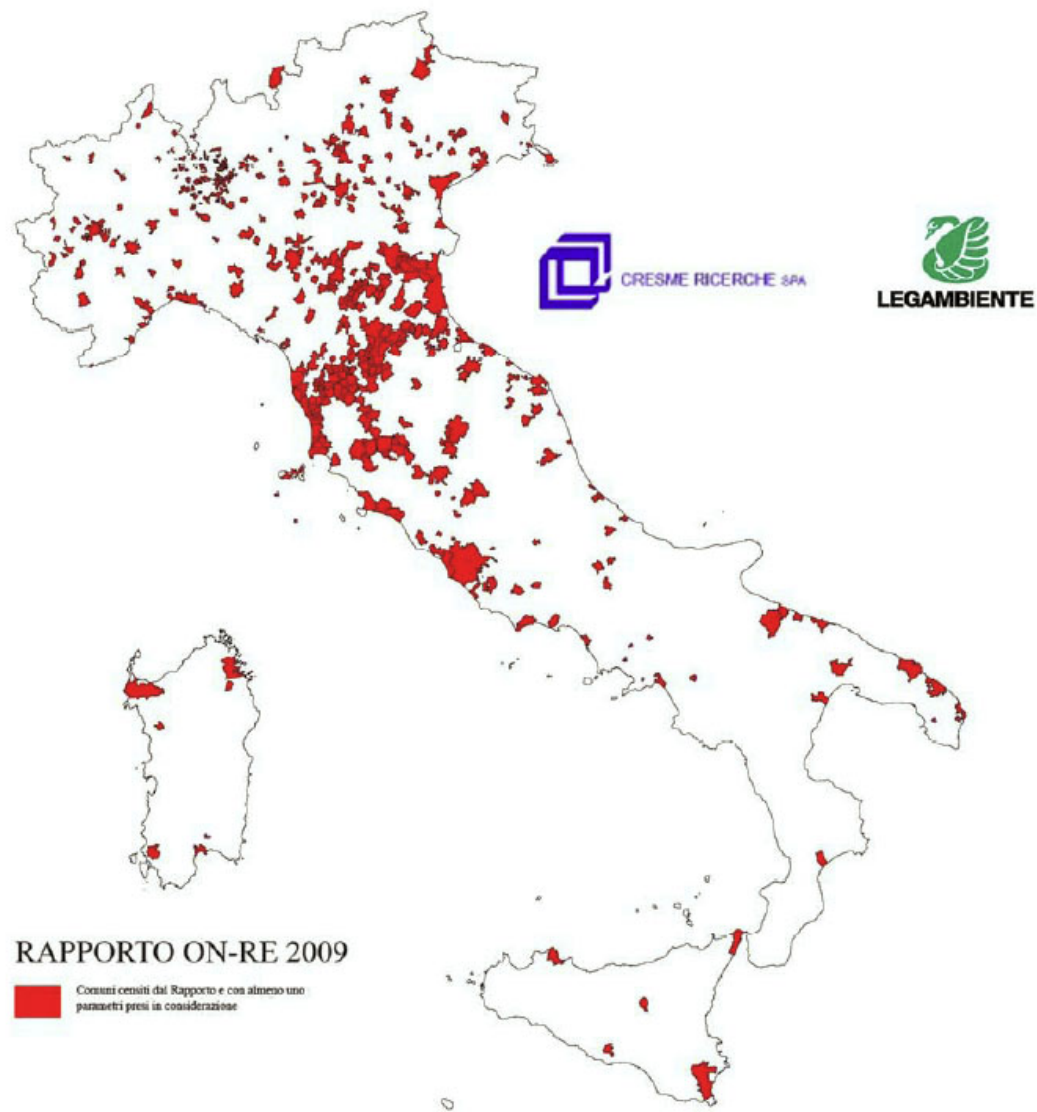 CRESME RICERCHE SPA
LEGAMBIENTE
RAPPORTO ON-RE 2009
Comuni censiti dal Rapporto e con almeno uno
parametri presi in considerazione